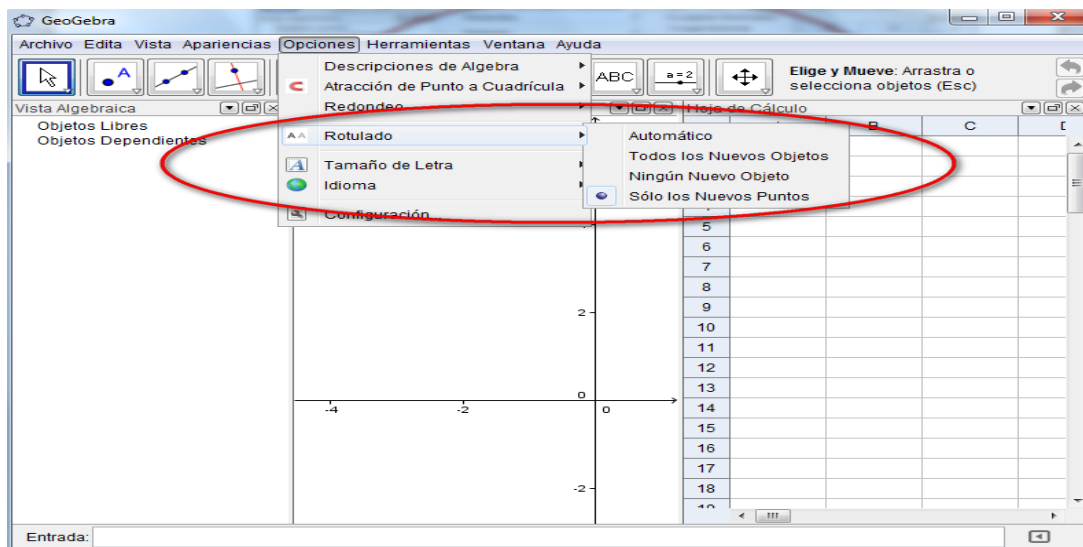 GeoGebra
Archivo Edita Vista Apariencias Opciones Herramientas Ventana Ayuda
A
ABC
a=2
Elige y Mueve: Arrastra o
selecciona objetos (Esc)
Descripciones de Algebra
Atracción de Punto a Cuadrícula
Redondeo
Rotulado
Tamaño de Letra
Idioma
Configuración...
Automático
Todos los Nuevos Objetos
Ningún Nuevo Objeto
Sólo los Nuevos Puntos
Vista Algebraica
Objetos Libres
Objetos Dependientes
Hoja de Cálculo
B C
5
6
7
8
9
10
11
12
13
14
15
16
17
18
2
0
-4 -2 0
-2
Entrada: